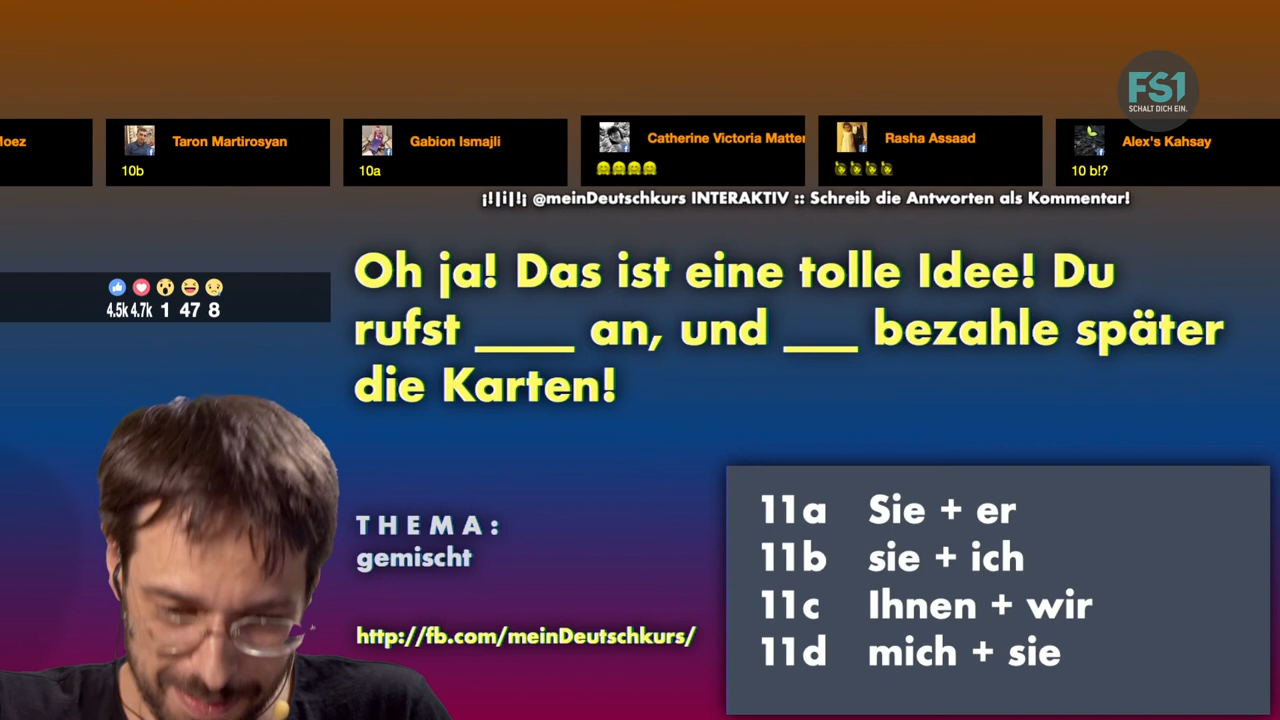 FS1
SCHALT DICH EIN.
Taron Martirosyan
10b
Gabion Ismajli
10a
Catherine Victoria Matter
Rasha Assaad
Alex's Kahsay
10 b!?
¡!|i|!¡ @meinDeutschkurs INTERAKTIV :: Schreib die Antworten als Kommentar!
Oh ja! Das ist eine tolle Idee! Du
rufst ____ an, und ___ bezahle später
die Karten!
4.5k 4.7k 1 47 8
THEMA:
gemischt
http://fb.com/meinDeutschkurs/
11a Sie + er
11b sie + ich
11c Ihnen + wir
11d mich + sie